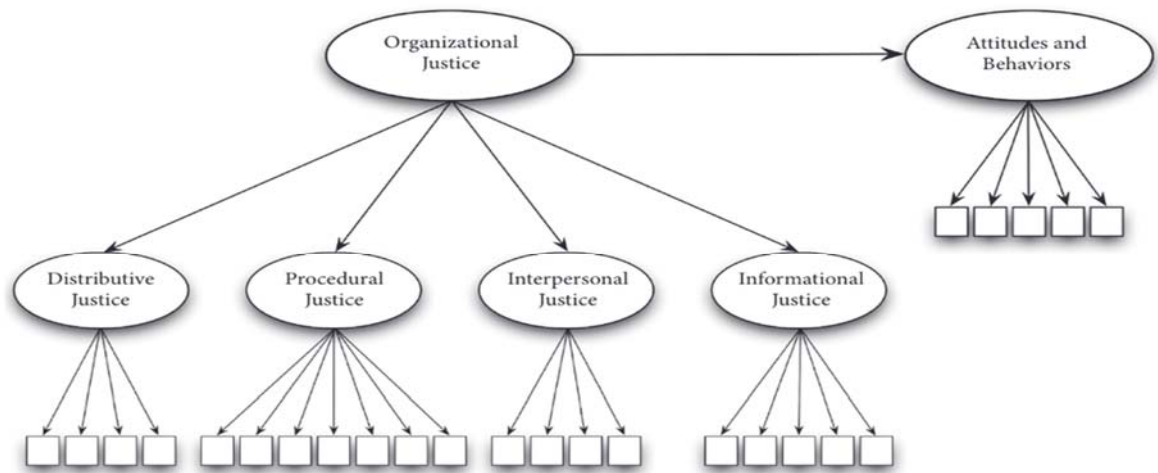 Organizational
Justice
Attitudes and
Behaviors
Distributive
Justice
Procedural
Justice
Interpersonal
Justice
Informational
Justice